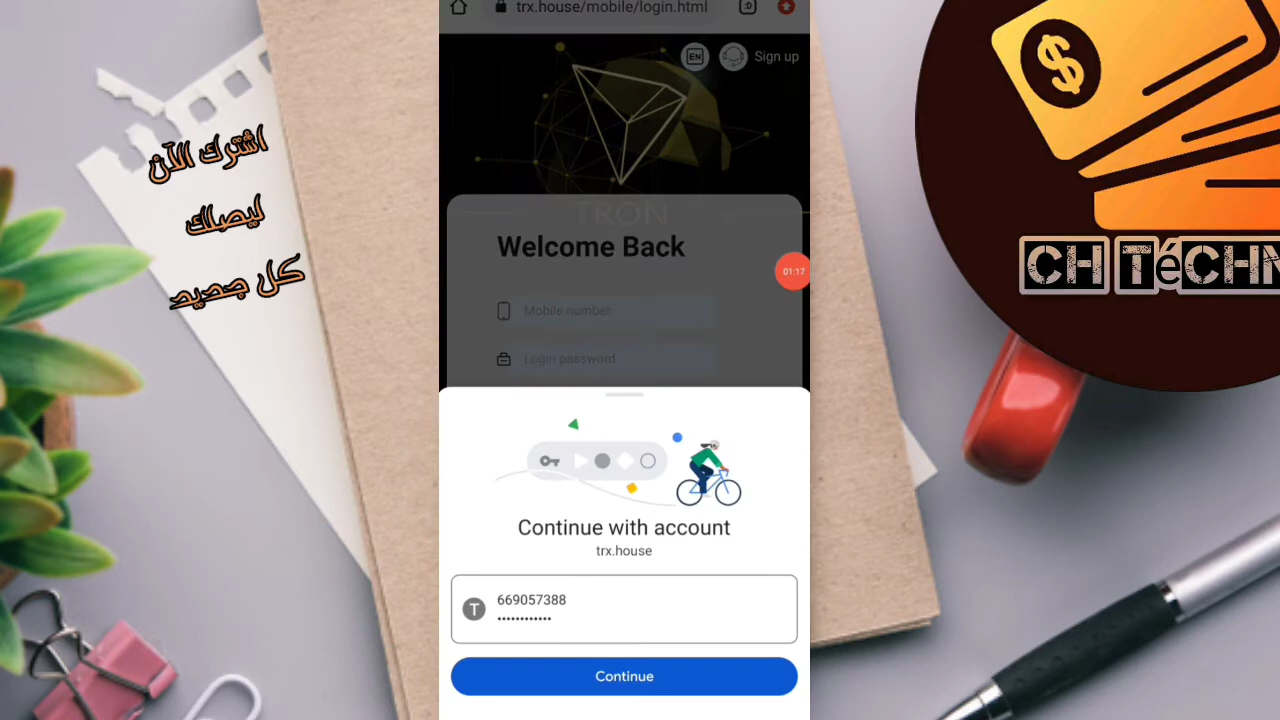 trx.house/mobile/login.html
:D
EN
Sign up
TRON
Welcome Back
Mobile number
Login password
01:17
Continue with account
trx.house
T
669057388
••••••••••••
Continue
اشترك الآن
ليصلك
كل جديد
$
CH TéCHN